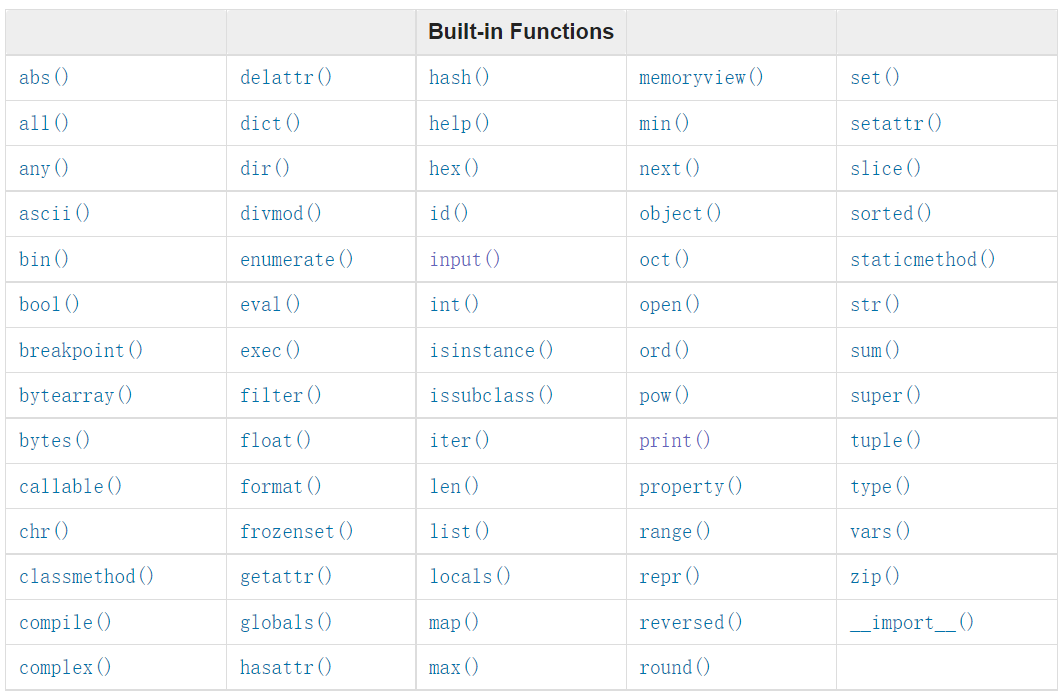 Built-in Functions
abs() delattr() hash() memoryview() set()
all() dict() help() min() setattr()
any() dir() hex() next() slice()
ascii() divmod() id() object() sorted()
bin() enumerate() input() oct() staticmethod()
bool() eval() int() open() str()
breakpoint() exec() isinstance() ord() sum()
bytearray() filter() issubclass() pow() super()
bytes() float() iter() print() tuple()
callable() format() len() property() type()
chr() frozenset() list() range() vars()
classmethod() getattr() locals() repr() zip()
compile() globals() map() reversed() __import__()
complex() hasattr() max() round()